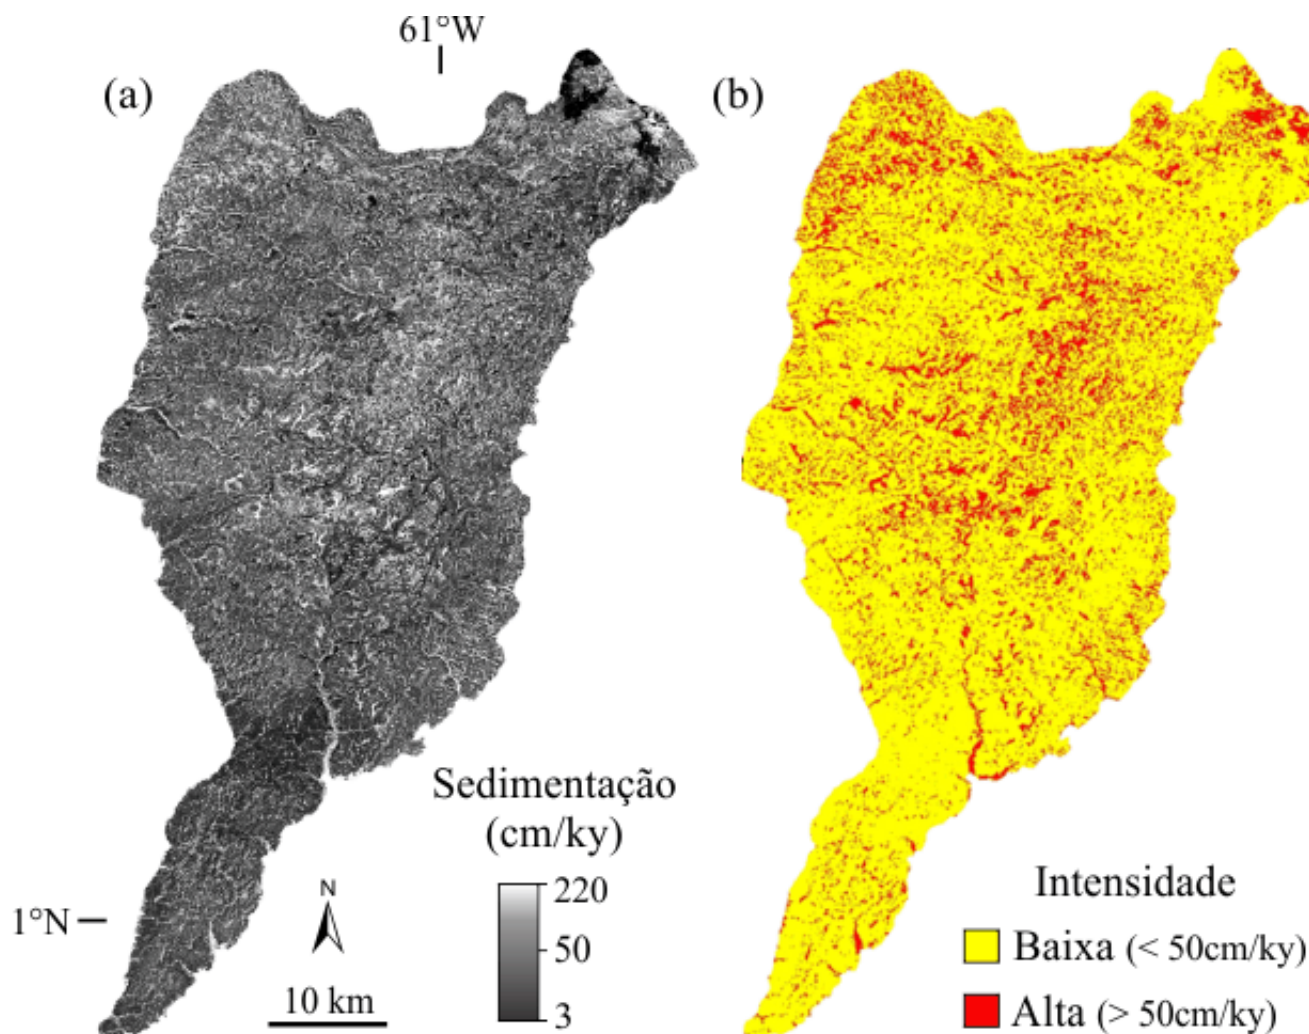 61°W
(a)
(b)
Sedimentação
(cm/ky)
220
50
3
N
10 km
1°N
Intensidade
Baixa (< 50cm/ky)
Alta (> 50cm/ky)